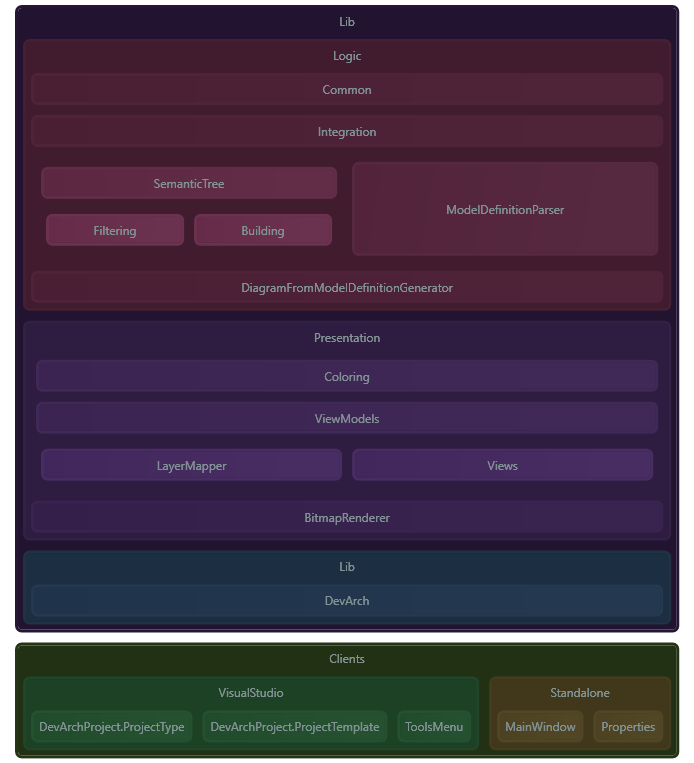 Lib
Logic
Common
Integration
SemanticTree
ModelDefinitionParser
Filtering
Building
DiagramFromModelDefinitionGenerator
Presentation
Coloring
ViewModels
LayerMapper
Views
BitmapRenderer
Lib
DevArch
Clients
VisualStudio
Standalone
DevArchProject.ProjectType
DevArchProject.ProjectTemplate
ToolsMenu
MainWindow
Properties